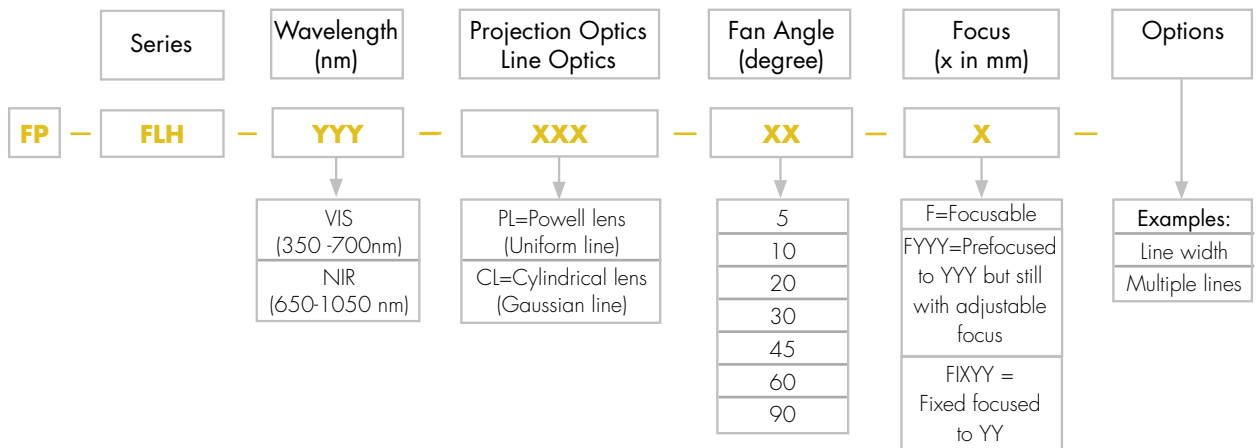 Series
Wavelength
(nm)
Projection Optics
Line Optics
Fan Angle
(degree)
Focus
(x in mm)
Options
FP – FLH – YYY – XXX – XX – X –
VIS
(350 -700nm)
NIR
(650-1050 nm)
PL=Powell lens
(Uniform line)
CL=Cylindrical lens
(Gaussian line)
5
10
20
30
45
60
90
F=Focusable
FYYY=Prefocused
to YYY but still
with adjustable
focus
FIXYY =
Fixed focused
to YY
Examples:
Line width
Multiple lines